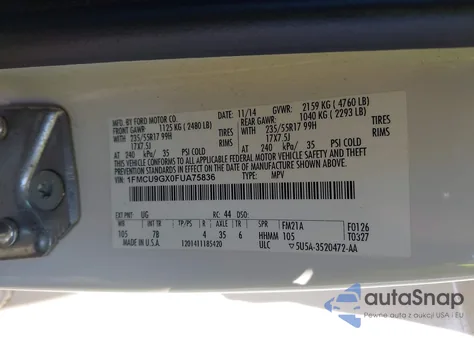 MFD. BY FORD MOTOR CO. 11/14 GVWR: 2159 KG ( 4760 LB)
FRONT GAWR: 1125 KG ( 2480 LB) REAR GAWR: 1040 KG ( 2293 LB)
235/55R17 99H TIRES 235/55R17 99H TIRES
17X7.5J RIMS 17X7.5J RIMS
AT 240 kPa/ 35 PSI COLD AT 240 kPa/ 35 PSI COLD
THIS VEHICLE CONFORMS TO ALL APPLICABLE FEDERAL MOTOR VEHICLE SAFETY
AND THEFT PREVENTION STANDARDS IN EFFECT ON THE DATE OF MANUFACTURE SHOWN ABOVE.
VIN: 1FMCU9GX0FUA75836 TYPE: MPV
EXT PNT: UG RC: 44 DSO:
WB INT TR TP/PS R AXLE TR SPR FM21A F0126
105 7B 4 35 6 HHMM 105 T0327
MADE IN U.S.A. 1201411185420 ULC 5U5A-3520472-AA
autoSnap
Pewne auto z aukcji USA i EU